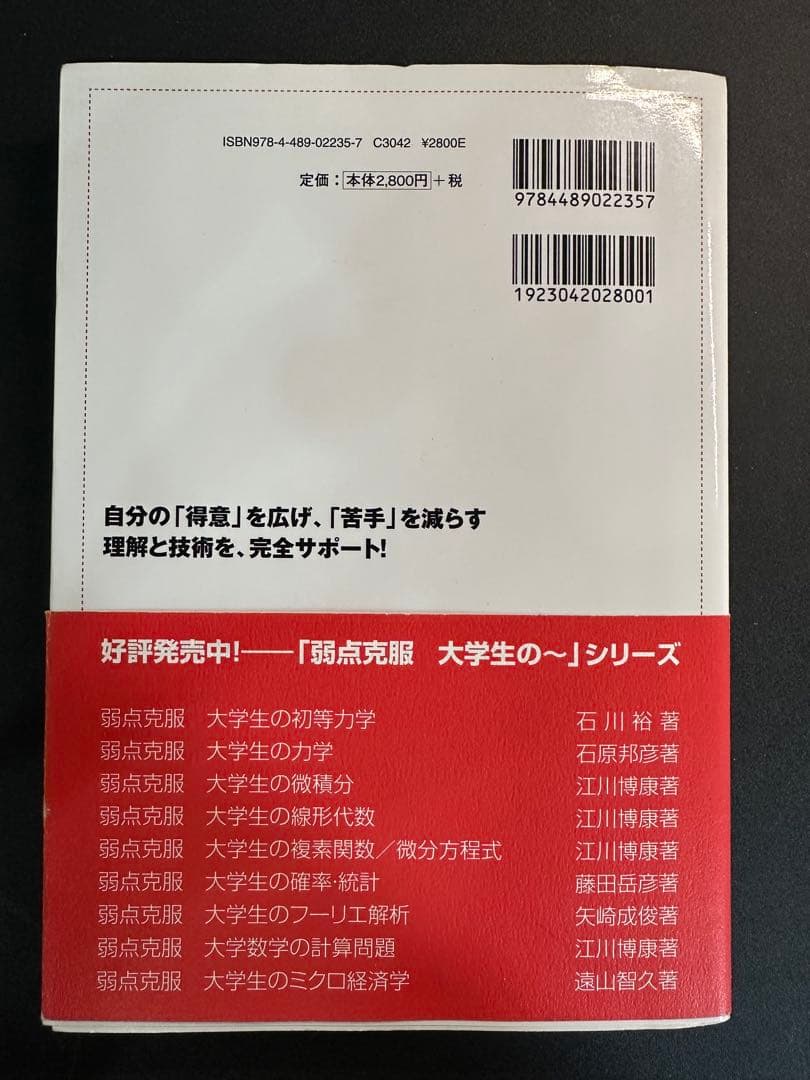 ISBN978-4-489-02235-7 C3042 ¥2800E
定価：本体2,800円＋税
9784489022357
1923042028001
自分の「得意」を広げ、「苦手」を減らす
理解と技術を、完全サポート!
好評発売中!――「弱点克服 大学生の〜」シリーズ
弱点克服 大学生の初等力学 石川裕著
弱点克服 大学生の力学 石原邦彦著
弱点克服 大学生の微積分 江川博康著
弱点克服 大学生の線形代数 江川博康著
弱点克服 大学生の複素関数／微分方程式 江川博康著
弱点克服 大学生の確率・統計 藤田岳彦著
弱点克服 大学生のフーリエ解析 矢崎成俊著
弱点克服 大学数学の計算問題 江川博康著
弱点克服 大学生のミクロ経済学 遠山智久著